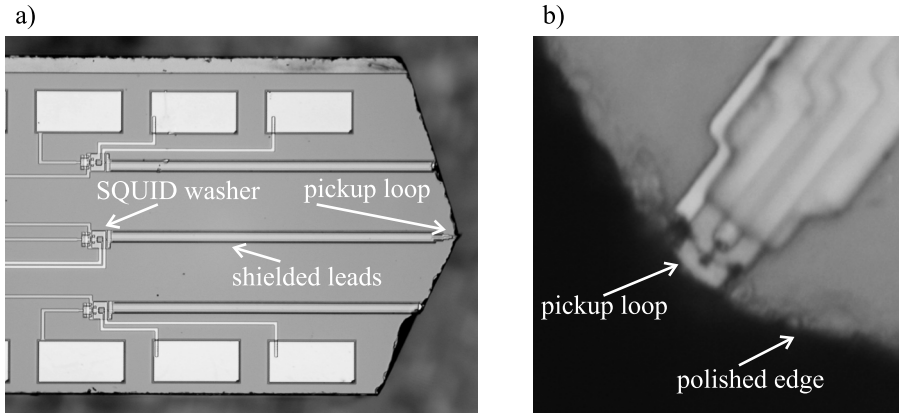 a)
b)
SQUID washer
pickup loop
shielded leads
pickup loop
polished edge